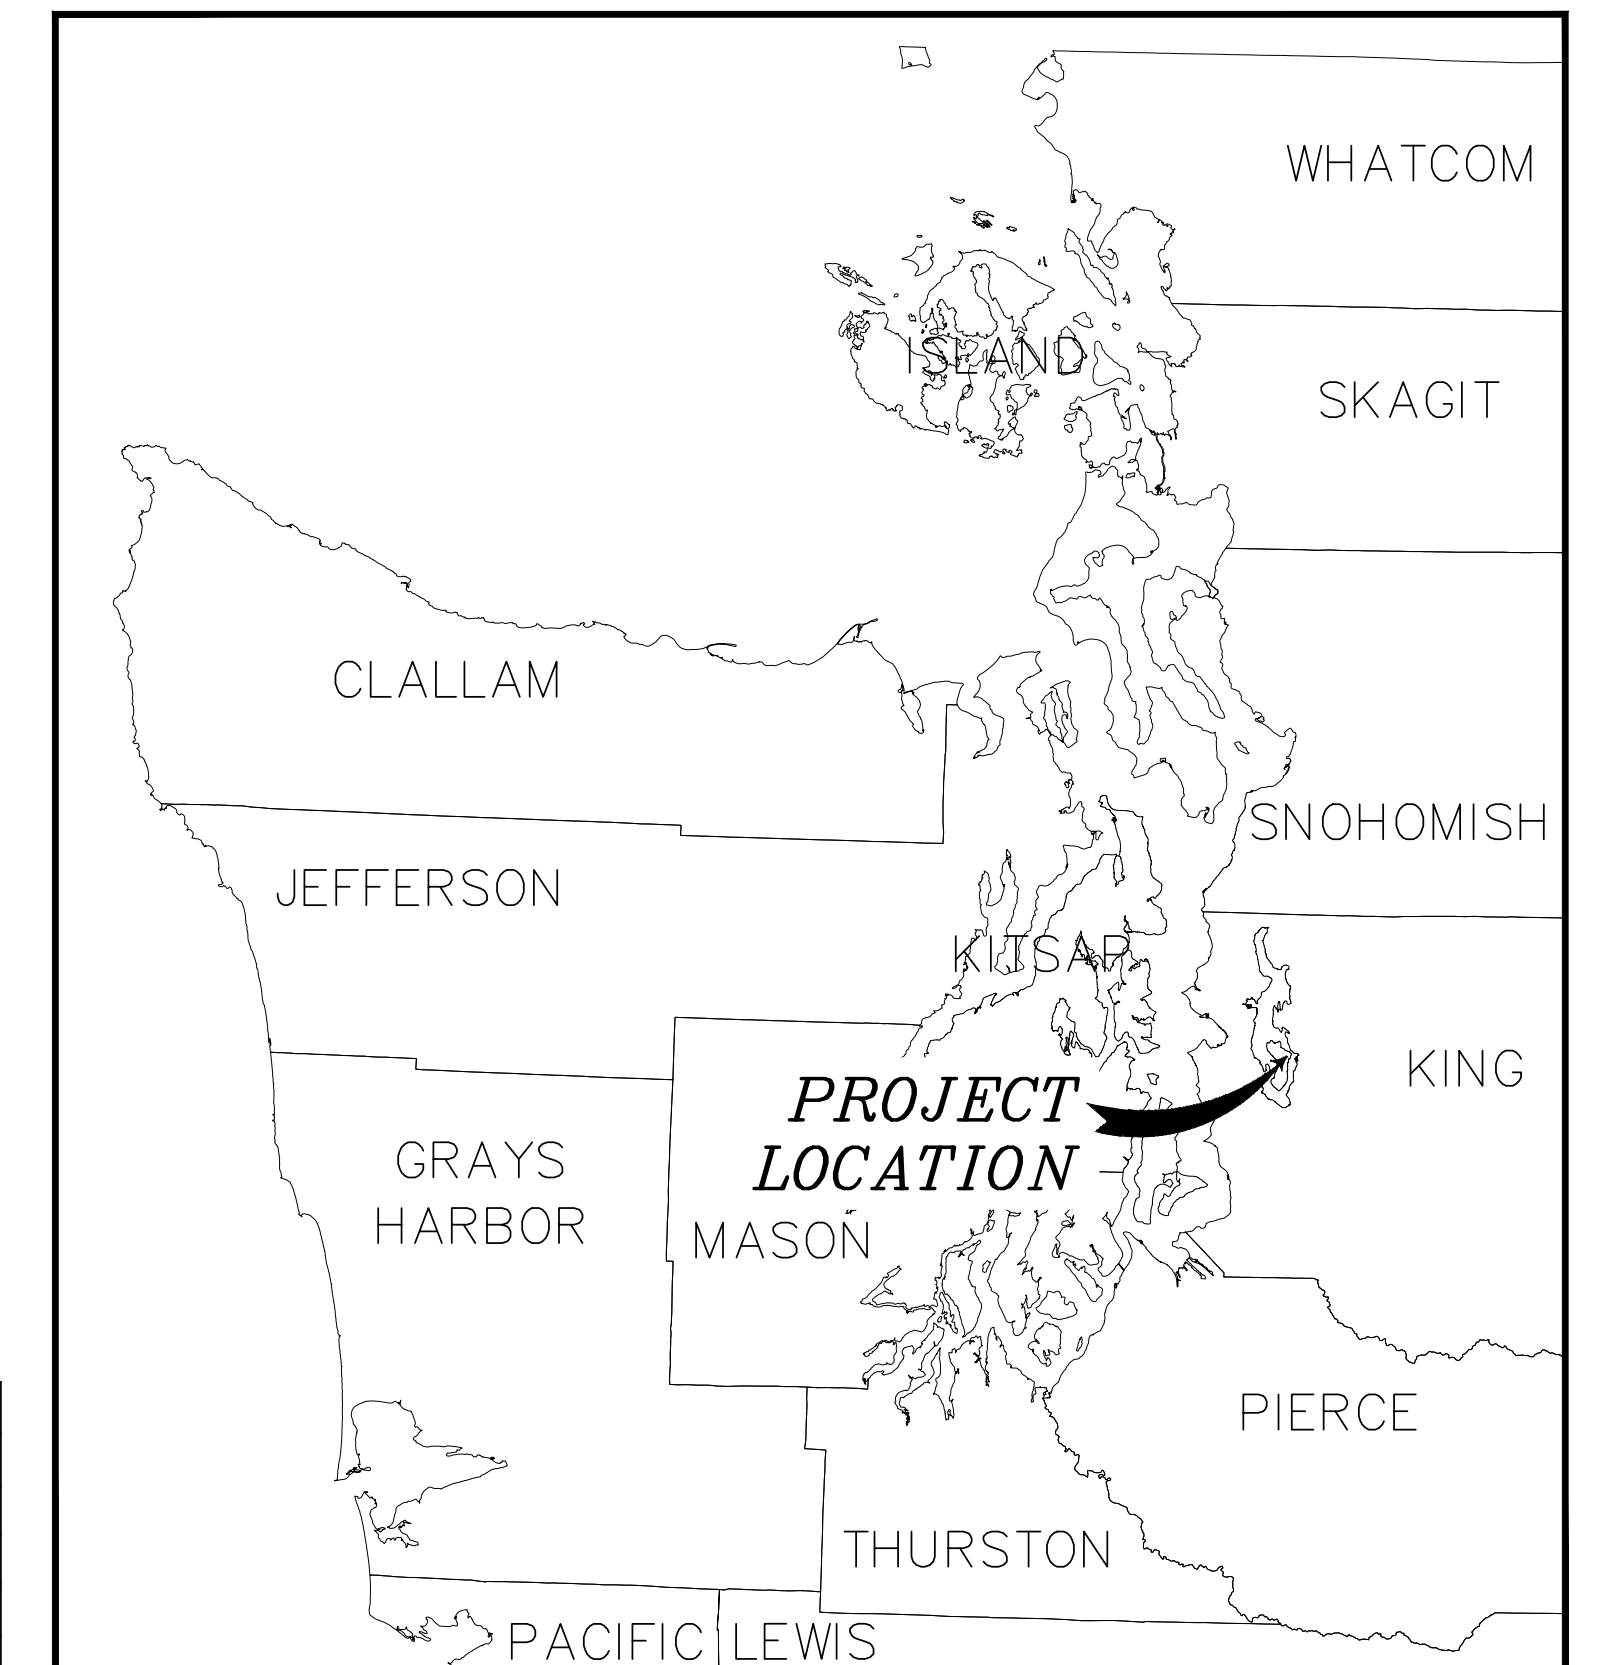 WHATCOM
ISLAND
SKAGIT
CLALLAM
SNOHOMISH
JEFFERSON
KITSAP
KING
PROJECT
LOCATION
GRAYS
HARBOR
MASON
PIERCE
THURSTON
PACIFIC
LEWIS